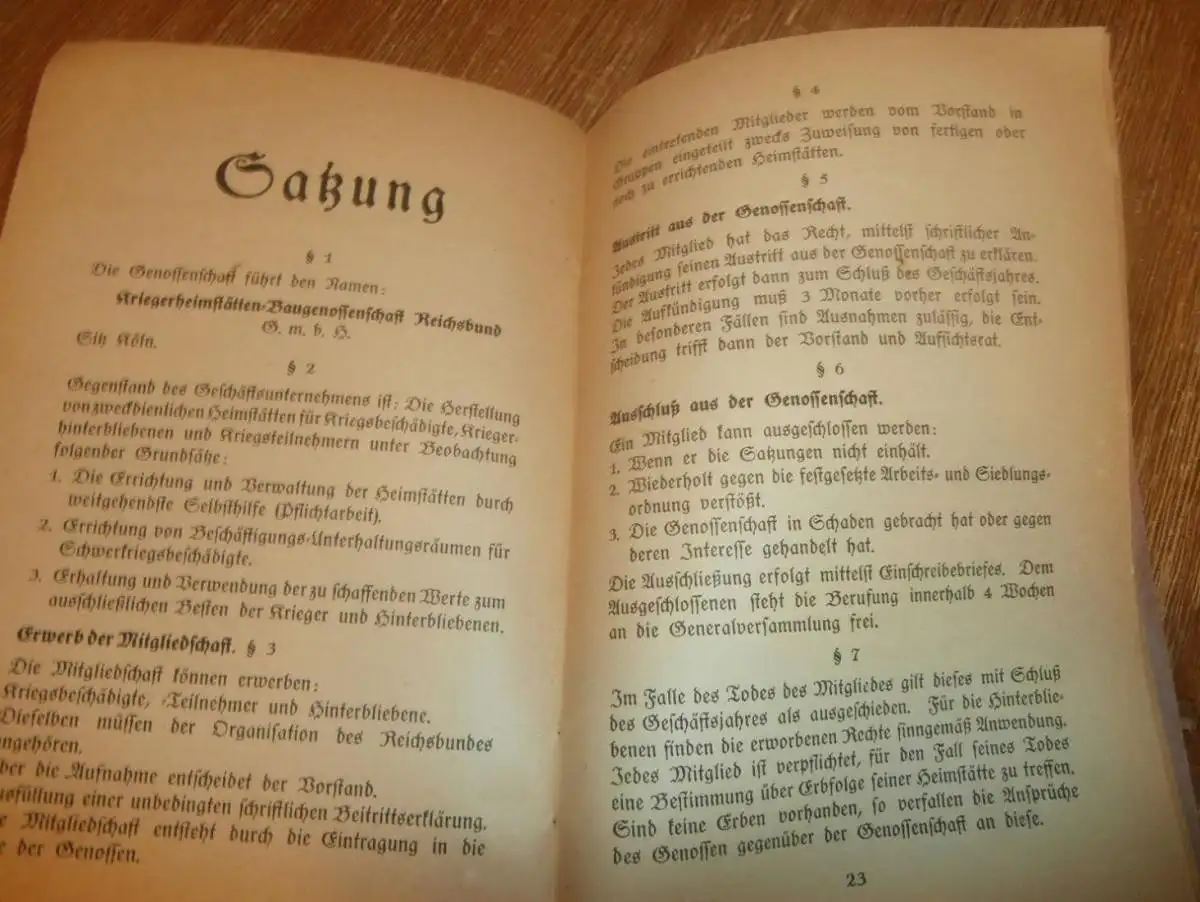 Satzung
§ 1
Die Genossenschaft führt den Namen:
Kriegerheimstätten-Baugenossenschaft Reichsbund
G. m. b. H.
Sitz Köln.
§ 2
Gegenstand des Geschäftsunternehmens ist: Die Herstellung
von zweckdienlichen Heimstätten für Kriegsbeschädigte, Krieger-
hinterbliebenen und Kriegsteilnehmern unter Beobachtung
folgender Grundsätze:
1. Die Errichtung und Verwaltung der Heimstätten durch
weitgehendste Selbsthilfe (Pflichtarbeit).
2. Errichtung von Beschäftigungs-Unterhaltungsräumen für
Schwerkriegsbeschädigte.
3. Erhaltung und Verwendung der zu schaffenden Werte zum
ausschließlichen Besten der Krieger und Hinterbliebenen.
Erwerb der Mitgliedschaft. § 3
Die Mitgliedschaft können erwerben:
Kriegsbeschädigte, -Teilnehmer und Hinterbliebene.
Dieselben müssen der Organisation des Reichsbundes
angehören.
ber die Aufnahme entscheidet der Vorstand.
usfüllung einer unbedingten schriftlichen Beitrittserklärung.
e Mitgliedschaft entsteht durch die Eintragung in die
e der Genossen.
§ 4
Die eintretenden Mitglieder werden vom Vorstand in
Gruppen eingeteilt zwecks Zuweisung von fertigen oder
noch zu errichtenden Heimstätten.
§ 5
Austritt aus der Genossenschaft.
Jedes Mitglied hat das Recht, mittelst schriftlicher An-
kündigung seinen Austritt aus der Genossenschaft zu erklären.
Der Austritt erfolgt dann zum Schluß des Geschäftsjahres.
Die Aufkündigung muß 3 Monate vorher erfolgt sein.
In besonderen Fällen sind Ausnahmen zulässig, die Ent-
scheidung trifft dann der Vorstand und Aufsichtsrat.
§ 6
Ausschluß aus der Genossenschaft.
Ein Mitglied kann ausgeschlossen werden:
1. Wenn er die Satzungen nicht einhält.
2. Wiederholt gegen die festgesetzte Arbeits- und Siedlungs-
ordnung verstößt.
3. Die Genossenschaft in Schaden gebracht hat oder gegen
deren Interesse gehandelt hat.
Die Ausschließung erfolgt mittelst Einschreibebriefes. Dem
Ausgeschlossenen steht die Berufung innerhalb 4 Wochen
an die Generalversammlung frei.
§ 7
Im Falle des Todes des Mitgliedes gilt dieses mit Schluß
des Geschäftsjahres als ausgeschieden. Für die Hinterblie-
benen finden die erworbenen Rechte sinngemäß Anwendung.
Jedes Mitglied ist verpflichtet, für den Fall seines Todes
eine Bestimmung über Erbfolge seiner Heimstätte zu treffen.
Sind keine Erben vorhanden, so verfallen die Ansprüche
des Genossen gegenüber der Genossenschaft an diese.
23